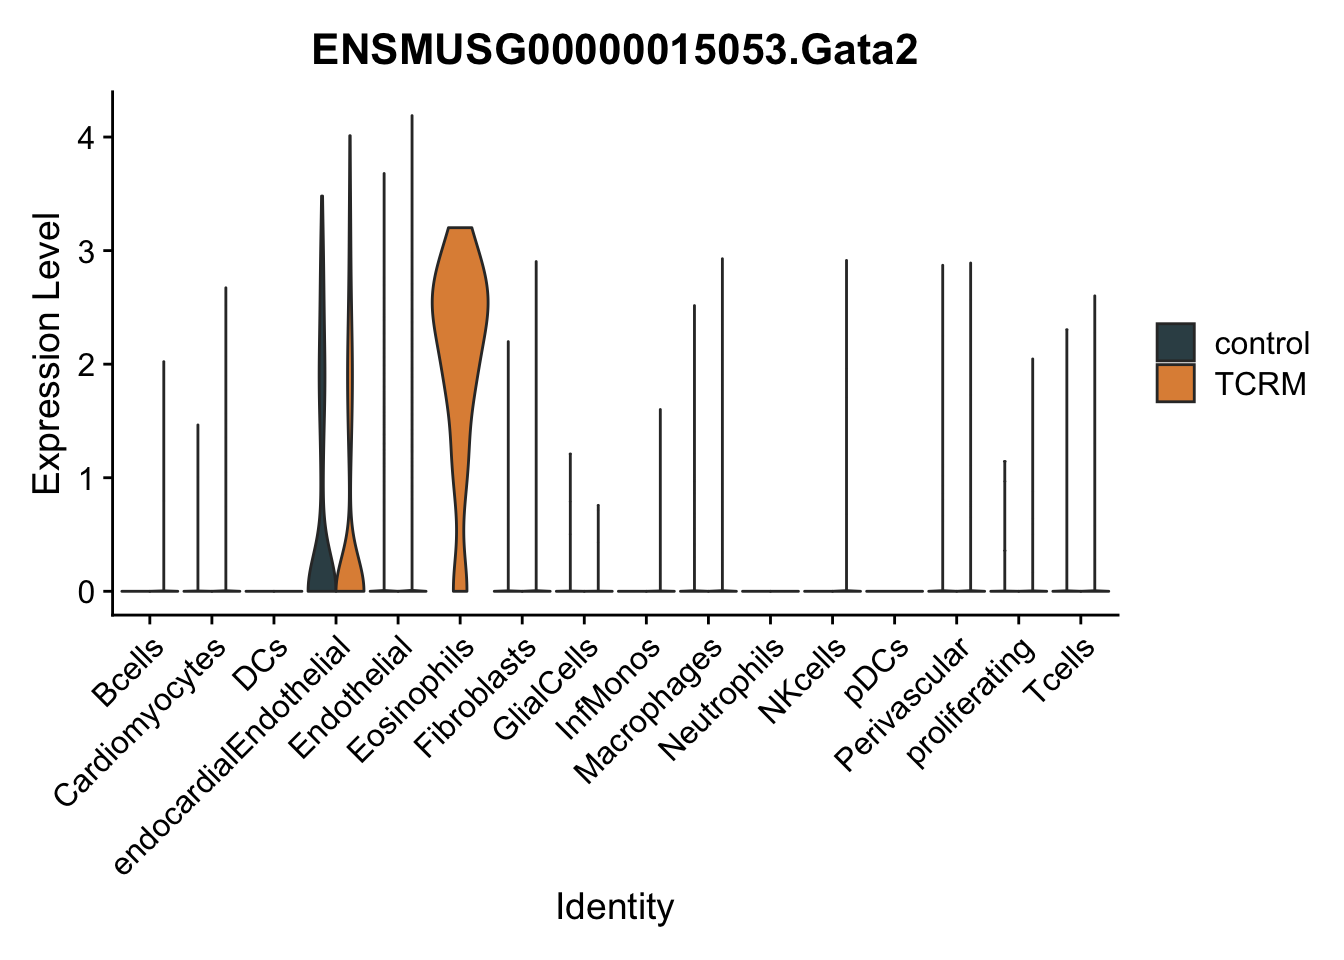 ENSMUSG00000015053.Gata2
Expression Level
4
3
2
1
0
control
TCRM
Bcells
Cardiomyocytes
DCs
endocardialEndothelial
Endothelial
Eosinophils
Fibroblasts
GlialCells
InfMonos
Macrophages
Neutrophils
NKcells
pDCs
Perivascular
proliferating
Tcells
Identity